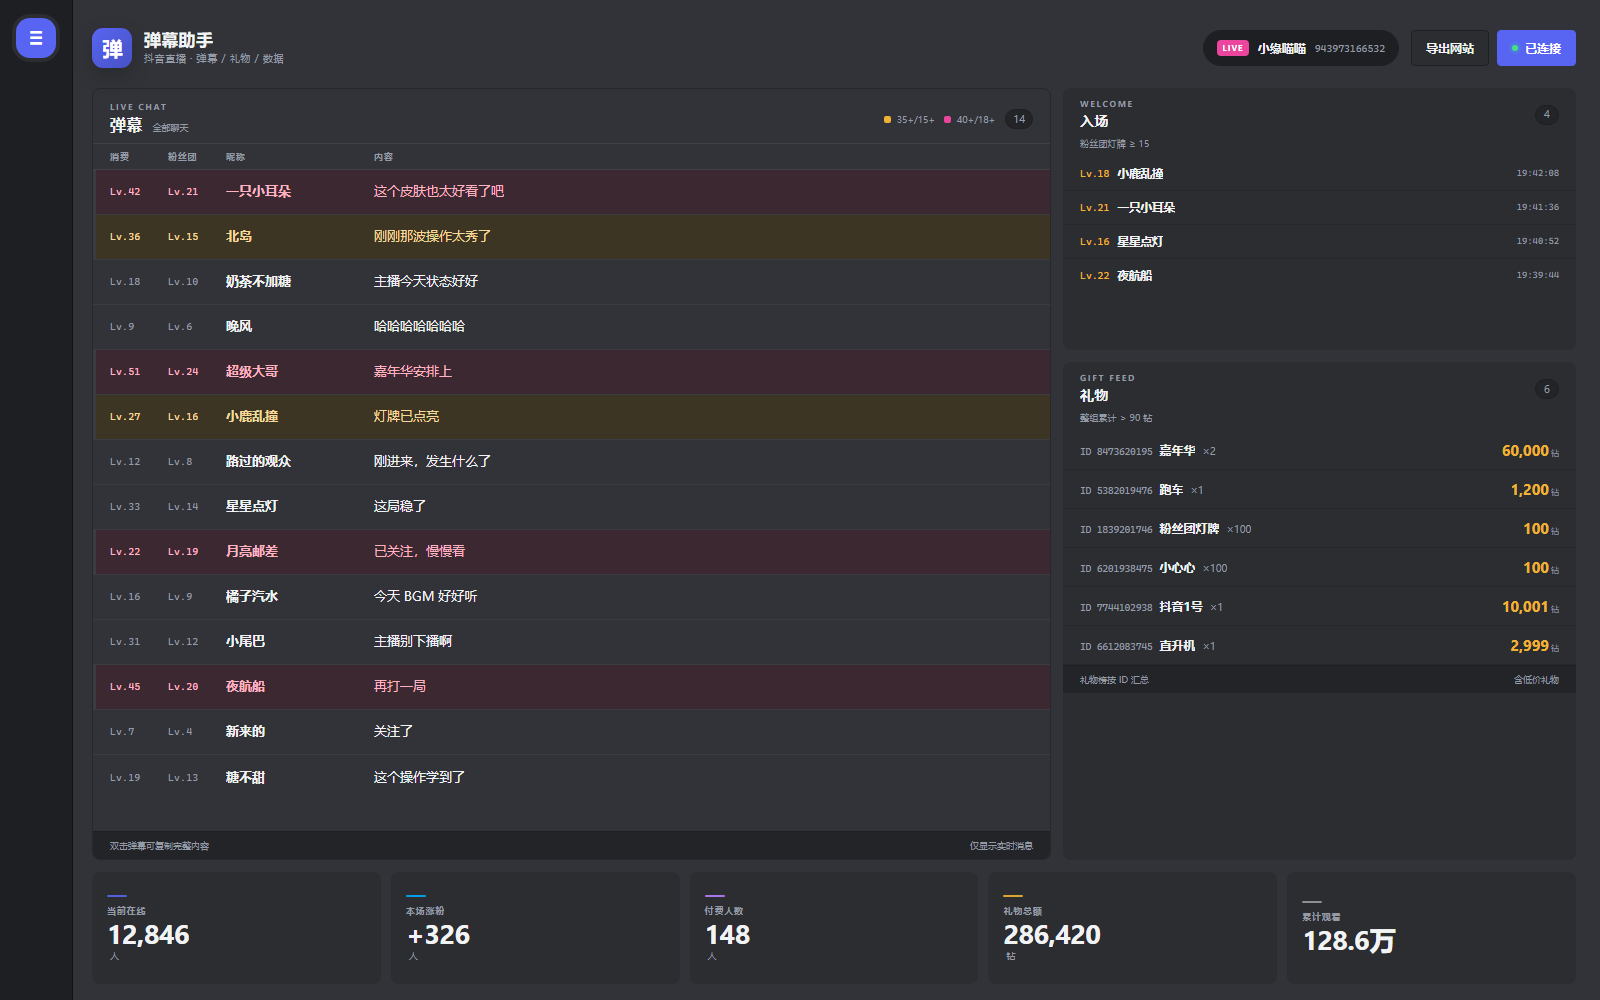 弹
弹幕助手
抖音直播 · 弹幕 / 礼物 / 数据
LIVE 小缘喵喵 943973166532
导出网站
已连接
LIVE CHAT
弹幕 全部聊天
35+/15+ 40+/18+ 14
消费 粉丝团 昵称 内容
Lv.42 Lv.21 一只小耳朵 这个皮肤也太好看了吧
Lv.36 Lv.15 北岛 刚刚那波操作太秀了
Lv.18 Lv.10 奶茶不加糖 主播今天状态好好
Lv.9 Lv.6 晚风 哈哈哈哈哈哈哈
Lv.51 Lv.24 超级大哥 嘉年华安排上
Lv.27 Lv.16 小鹿乱撞 灯牌已点亮
Lv.12 Lv.8 路过的观众 刚进来，发生什么了
Lv.33 Lv.14 星星点灯 这局稳了
Lv.22 Lv.19 月亮邮差 已关注，慢慢看
Lv.16 Lv.9 橘子汽水 今天 BGM 好好听
Lv.31 Lv.12 小尾巴 主播别下播啊
Lv.45 Lv.20 夜航船 再打一局
Lv.7 Lv.4 新来的 关注了
Lv.19 Lv.13 糖不甜 这个操作学到了
双击弹幕可复制完整内容 仅显示实时消息
WELCOME
入场 4
粉丝团灯牌 ≥ 15
Lv.18 小鹿乱撞 19:42:08
Lv.21 一只小耳朵 19:41:36
Lv.16 星星点灯 19:40:52
Lv.22 夜航船 19:39:44
GIFT FEED
礼物 6
整组累计 > 90 钻
ID 8473620195 嘉年华 ×2 60,000 钻
ID 5382019476 跑车 ×1 1,200 钻
ID 1839201746 粉丝团灯牌 ×100 100 钻
ID 6201938475 小心心 ×100 100 钻
ID 7744102938 抖音1号 ×1 10,001 钻
ID 6612083745 直升机 ×1 2,999 钻
礼物榜按 ID 汇总 含低价礼物
当前在线
12,846
人
本场涨粉
+326
人
付费人数
148
人
礼物总额
286,420
钻
累计观看
128.6万